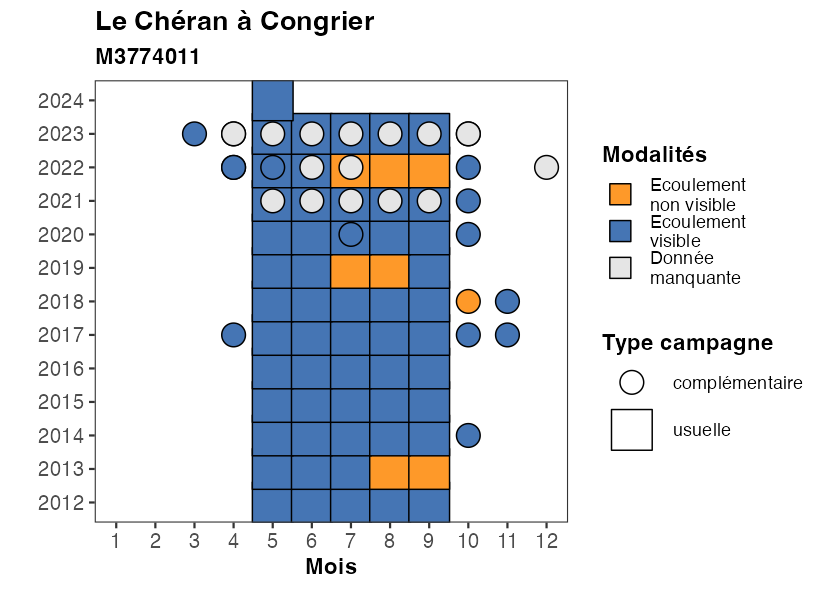 Le Chéran à Congrier
M3774011
2024
2023
2022
2021
2020
2019
2018
2017
2016
2015
2014
2013
2012
1 2 3 4 5 6 7 8 9 10 11 12
Mois
Modalités
Ecoulement
non visible
Ecoulement
visible
Donnée
manquante
Type campagne
complémentaire
usuelle